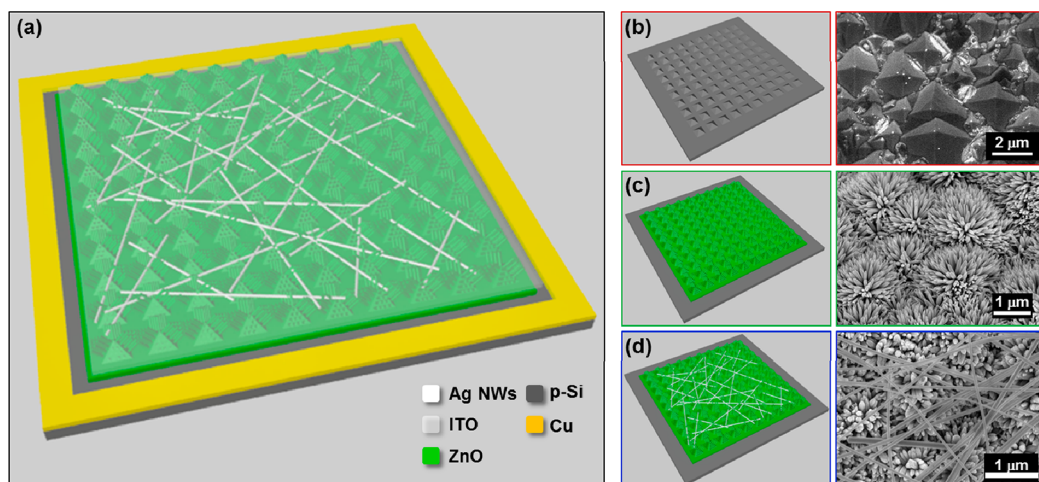 (a)
Ag NWs
p-Si
ITO
Cu
ZnO
(b)
2 μm
(c)
1 μm
(d)
1 μm